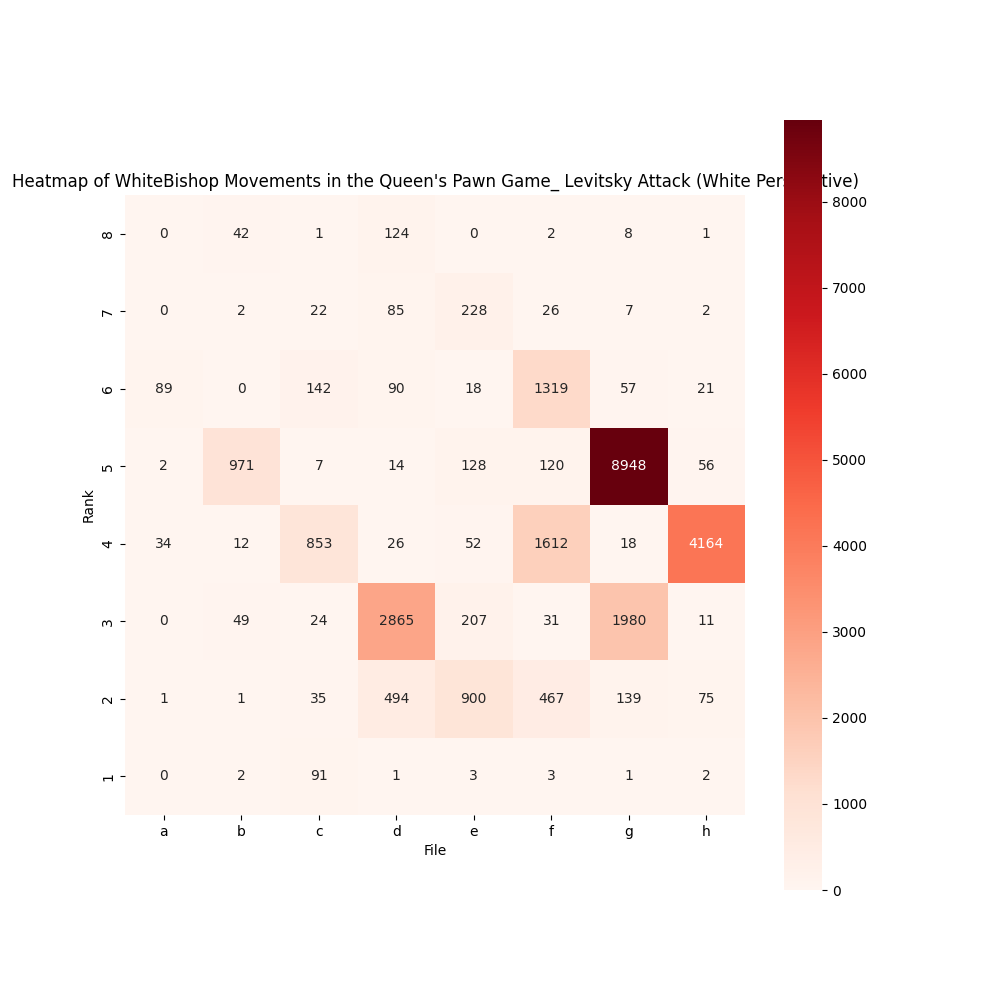 Heatmap of WhiteBishop Movements in the Queen's Pawn Game_ Levitsky Attack (White Per tive)
8 0 42 1 124 0 2 8 1
7 0 2 22 85 228 26 7 2
6 89 0 142 90 18 1319 57 21
5 2 971 7 14 128 120 8948 56
4 34 12 853 26 52 1612 18 4164
3 0 49 24 2865 207 31 1980 11
2 1 1 35 494 900 467 139 75
1 0 2 91 1 3 3 1 2
Rank
a b c d e f g h
File
8000
7000
6000
5000
4000
3000
2000
1000
0